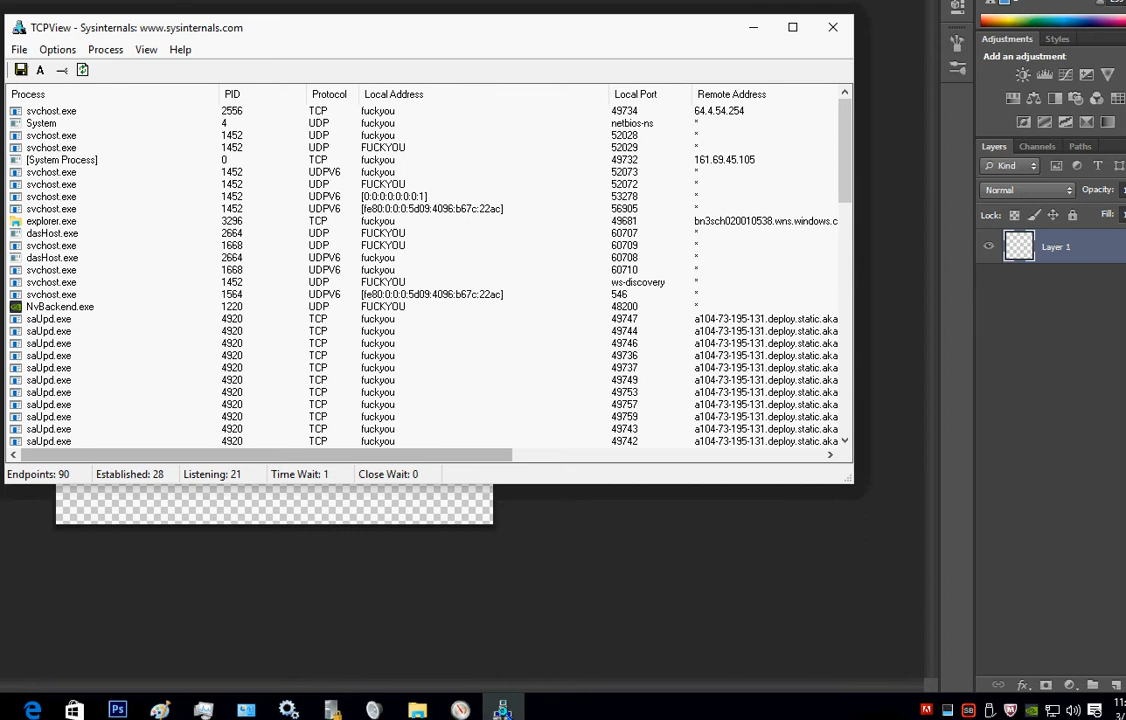 TCPView - Sysinternals: www.sysinternals.com
File Options Process View Help
A
Process PID Protocol Local Address Local Port Remote Address
svchost.exe 2556 TCP fuckyou 49734 64.4.54.254
System 4 UDP fuckyou netbios-ns *
svchost.exe 1452 UDP fuckyou 52028 *
svchost.exe 1452 UDP FUCKYOU 52029 *
[System Process] 0 TCP fuckyou 49732 161.69.45.105
svchost.exe 1452 UDPV6 fuckyou 52073 *
svchost.exe 1452 UDP FUCKYOU 52072 *
svchost.exe 1452 UDPV6 [0:0:0:0:0:0:0:1] 53278 *
svchost.exe 1452 UDPV6 [fe80:0:0:0:5d09:4096:b67c:22ac] 56905 *
explorer.exe 3296 TCP fuckyou 49681 bn3sch020010538.wns.windows.c
dasHost.exe 2664 UDP fuckyou 60707 *
svchost.exe 1668 UDP fuckyou 60709 *
dasHost.exe 2664 UDPV6 fuckyou 60708 *
svchost.exe 1668 UDPV6 fuckyou 60710 *
svchost.exe 1452 UDP FUCKYOU ws-discovery *
svchost.exe 1564 UDPV6 [fe80:0:0:0:5d09:4096:b67c:22ac] 546 *
NvBackend.exe 1220 UDP FUCKYOU 48200 *
saUpd.exe 4920 TCP fuckyou 49747 a104-73-195-131.deploy.static.aka
saUpd.exe 4920 TCP fuckyou 49744 a104-73-195-131.deploy.static.aka
saUpd.exe 4920 TCP fuckyou 49746 a104-73-195-131.deploy.static.aka
saUpd.exe 4920 TCP fuckyou 49736 a104-73-195-131.deploy.static.aka
saUpd.exe 4920 TCP fuckyou 49737 a104-73-195-131.deploy.static.aka
saUpd.exe 4920 TCP fuckyou 49749 a104-73-195-131.deploy.static.aka
saUpd.exe 4920 TCP fuckyou 49753 a104-73-195-131.deploy.static.aka
saUpd.exe 4920 TCP fuckyou 49757 a104-73-195-131.deploy.static.aka
saUpd.exe 4920 TCP fuckyou 49759 a104-73-195-131.deploy.static.aka
saUpd.exe 4920 TCP fuckyou 49743 a104-73-195-131.deploy.static.aka
saUpd.exe 4920 TCP fuckyou 49742 a104-73-195-131.deploy.static.aka
Endpoints: 90 Established: 28 Listening: 21 Time Wait: 1 Close Wait: 0
Adjustments Styles
Add an adjustment
Layers Channels Paths
Kind T
Normal Opacity:
Lock: Fill:
Layer 1
fx
Ps
SB
11:
3/